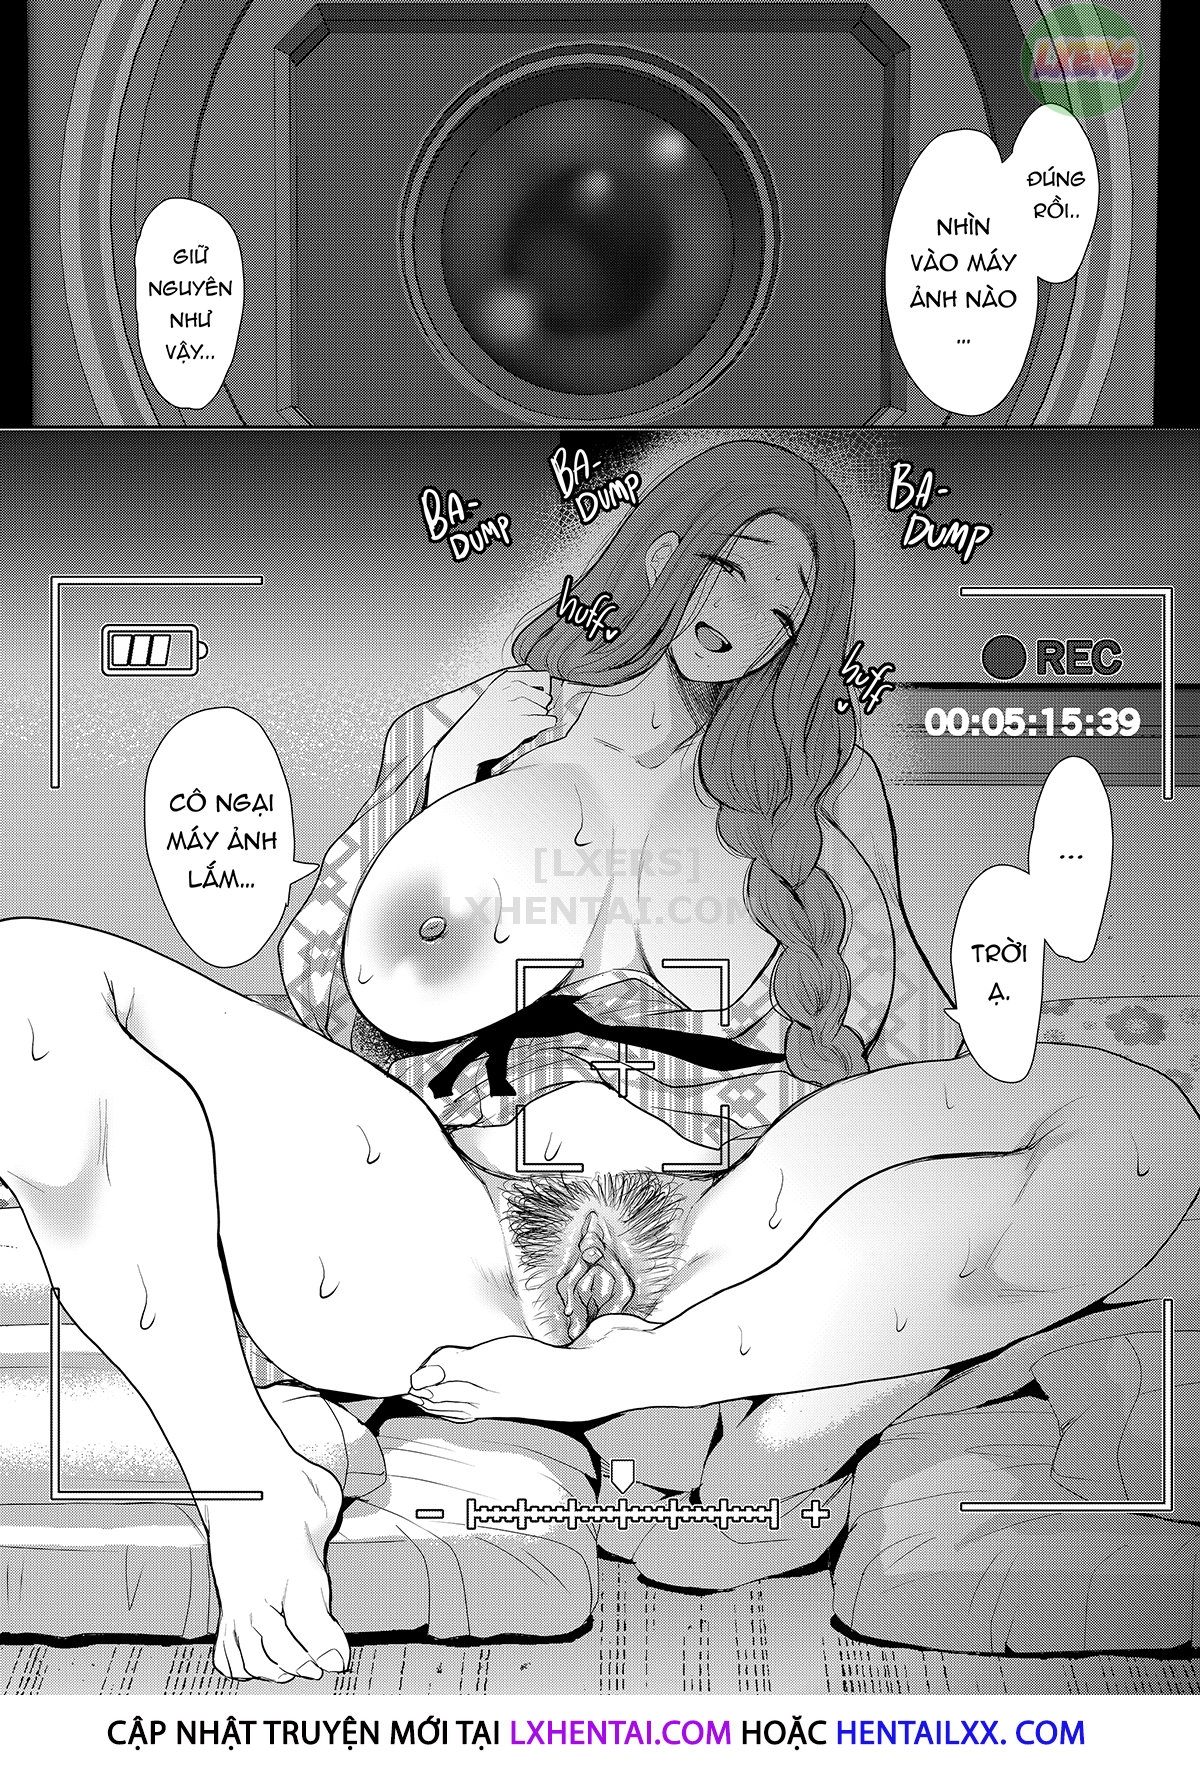 LXERS
ĐÚNG
RỒI..
NHÌN
VÀO MÁY
ẢNH NÀO
...
GIỮ
NGUYÊN
NHƯ
VẬY...
BA-
DUMP
BA-
DUMP
BA-
DUMP
huff
huff
REC
00:05:15:39
...
TRỜI
Ạ.
CÔ NGẠI
MÁY ẢNH
LẮM...
[LXERS]
LXHENTAI.COM
- +
CẬP NHẬT TRUYỆN MỚI TẠI LXHENTAI.COM HOẶC HENTAILXX. COM